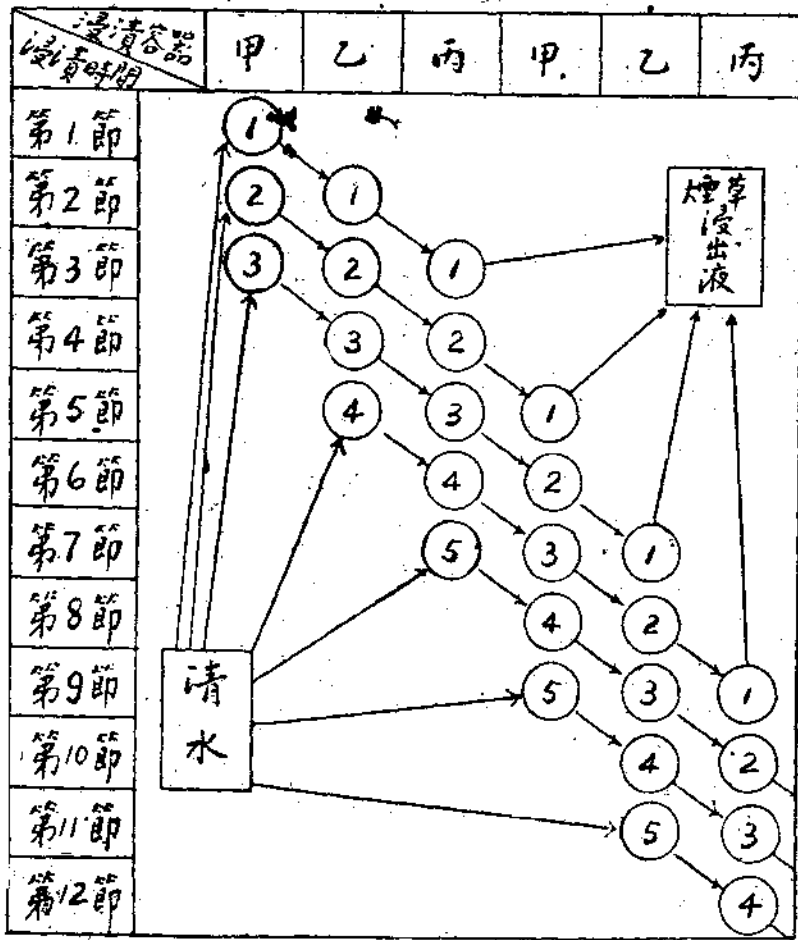 浸漬容器
浸漬時間
甲 乙 丙 甲 乙 丙
第1節 1
第2節 2 1
第3節 3 2 1
第4節 3 2
第5節 4 3 1
第6節 4 2
第7節 5 3 1
第8節 4 2
第9節 5 3 1
第10節 4 2
第11節 5 3
第12節 4
煙草
浸
出
液
清
水